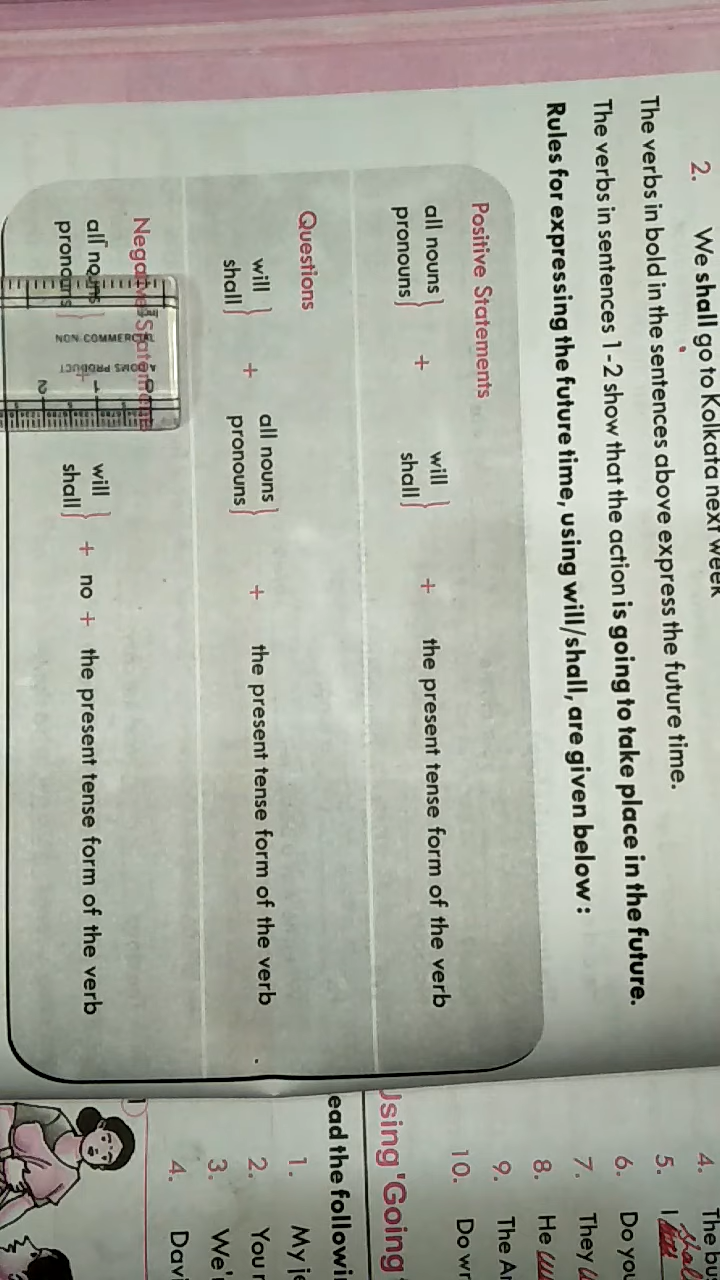 2. We shall go to Kolkata next week
The verbs in bold in the sentences above express the future time.
The verbs in sentences 1-2 show that the action is going to take place in the future.
Rules for expressing the future time, using will/shall, are given below :
Positive Statements
all nouns } + will } + the present tense form of the verb
pronouns } shall }
Questions
will } + all nouns } + the present tense form of the verb
shall } pronouns }
Negative Statements
all nouns } + will } + no + the present tense form of the verb
pronouns } shall }
NON COMMERCIAL
A DOMS PRODUCT
0 1 2
4. The bu
5. I shal
6. Do you
7. They
8. He
9. The A
10. Do wr
Using 'Going
ead the followi
1. My
2. Your
3. We'
4. Davi